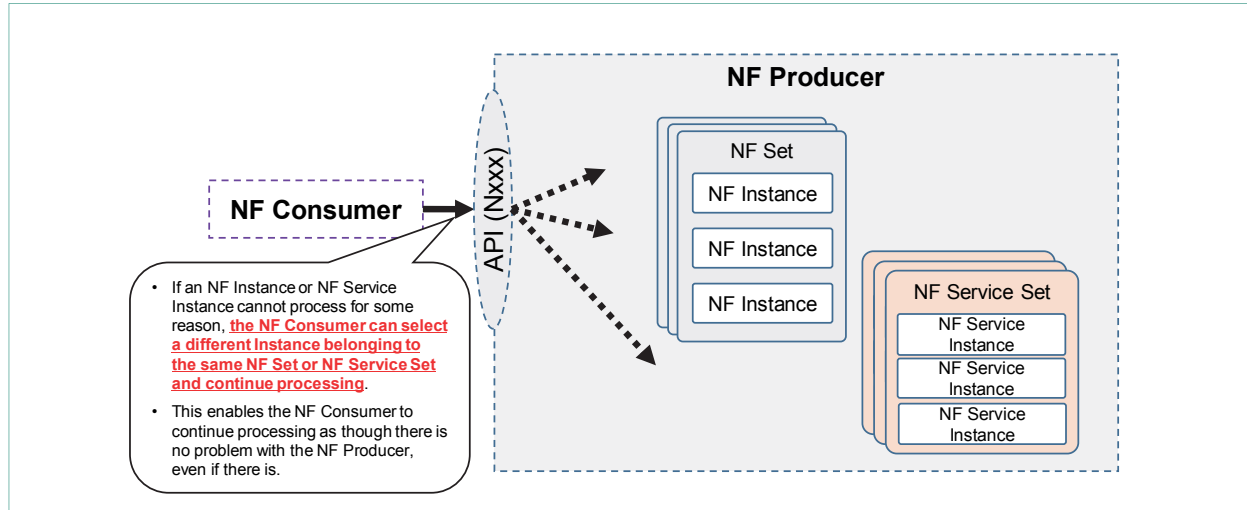 NF Producer
NF Set
NF Instance
NF Instance
NF Instance
API (Nxxx)
NF Consumer
NF Service Set
NF Service
Instance
NF Service
Instance
NF Service
Instance
• If an NF Instance or NF Service
Instance cannot process for some
reason, the NF Consumer can select
a different Instance belonging to
the same NF Set or NF Service Set
and continue processing.
• This enables the NF Consumer to
continue processing as though there is
no problem with the NF Producer,
even if there is.